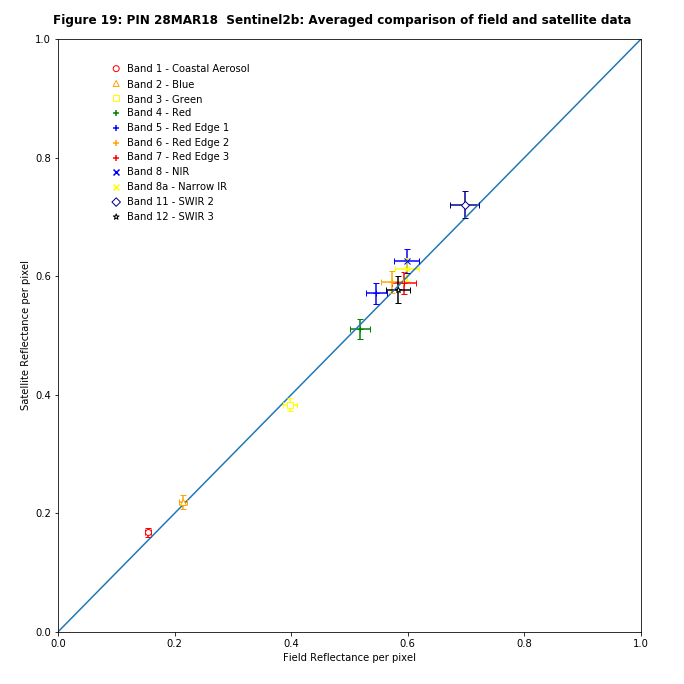 Figure 19: PIN 28MAR18  Sentinel2b: Averaged comparison of field and satellite data
1.0
Band 1 - Coastal Aerosol
Band 2 - Blue
Band 3 - Green
Band 4 - Red
Band 5 - Red Edge 1
Band 6 - Red Edge 2
Band 7 - Red Edge 3
Band 8 - NIR
Band 8a - Narrow IR
Band 11 - SWIR 2
Band 12 - SWIR 3
0.8
0.6
0.4
0.2
0.0
Satellite Reflectance per pixel
0.0 0.2 0.4 0.6 0.8 1.0
Field Reflectance per pixel